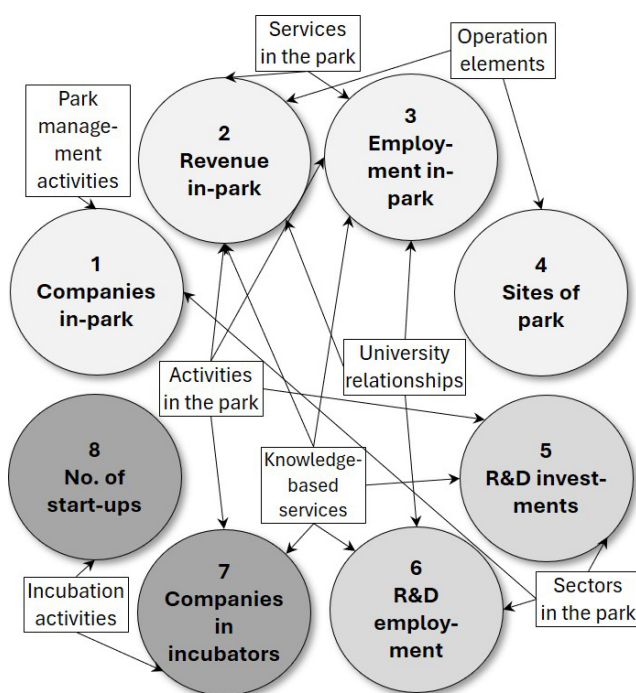 Services
in the park
Operation
elements
Park
manage-
ment
activities
2
Revenue
in-park
3
Employ-
ment in-
park
1
Companies
in-park
4
Sites of
park
Activities
in the park
University
relationships
8
No. of
start-ups
Knowledge-
based
services
5
R&D invest-
ments
Incubation
activities
7
Companies
in
incubators
6
R&D
employ-
ment
Sectors
in the park